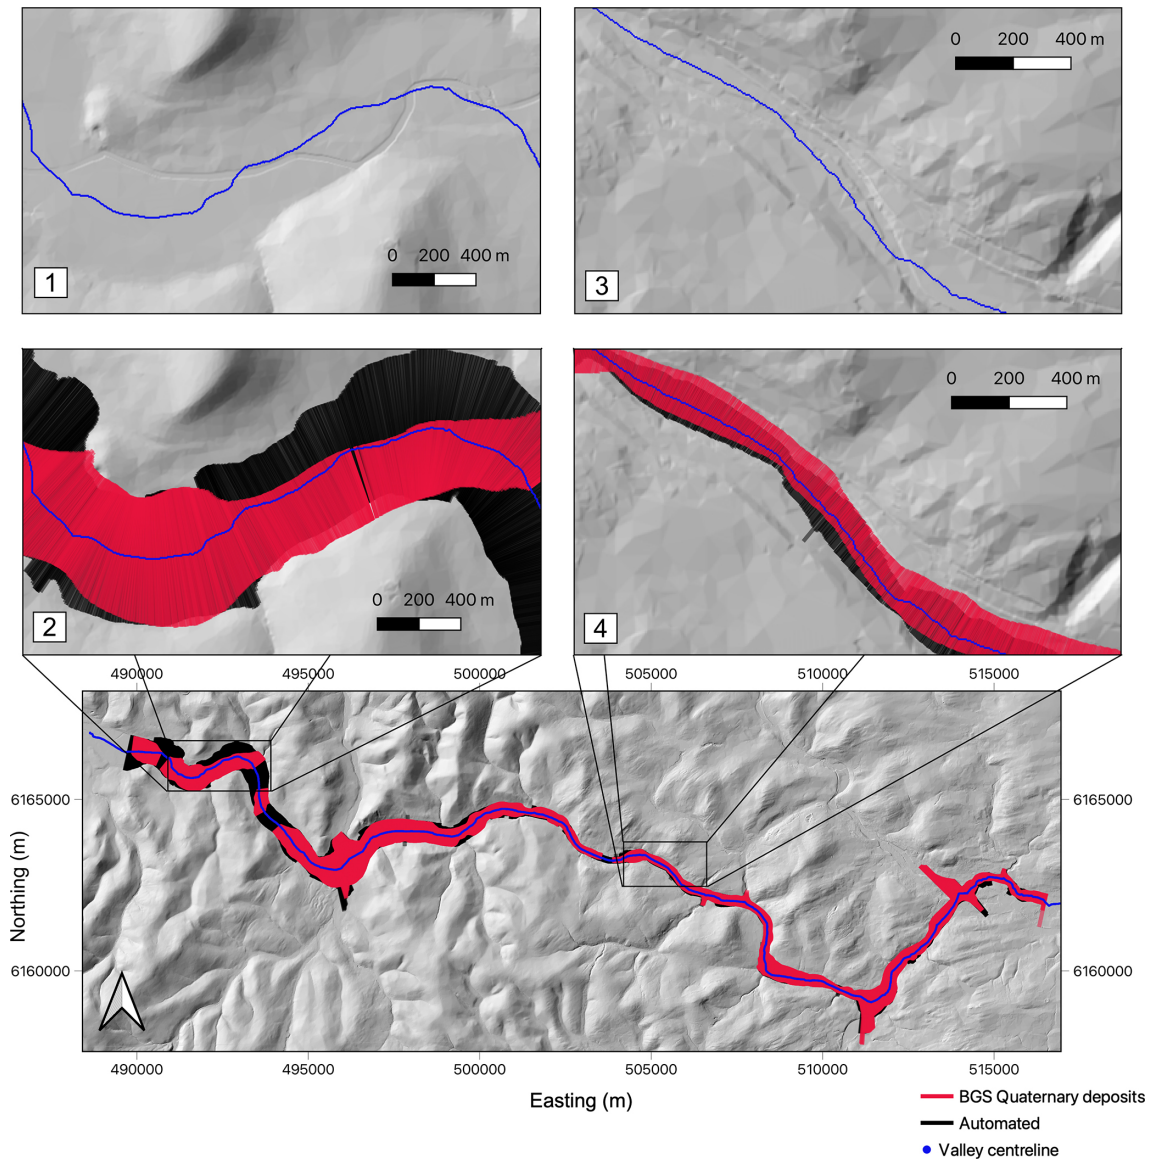 0 200 400 m
1
0 200 400 m
3
0 200 400 m
2
0 200 400 m
4
490000 495000 500000 505000 510000 515000
6165000 6165000
Northing (m)
6160000 6160000
490000 495000 500000 505000 510000 515000
Easting (m)
BGS Quaternary deposits
Automated
Valley centreline